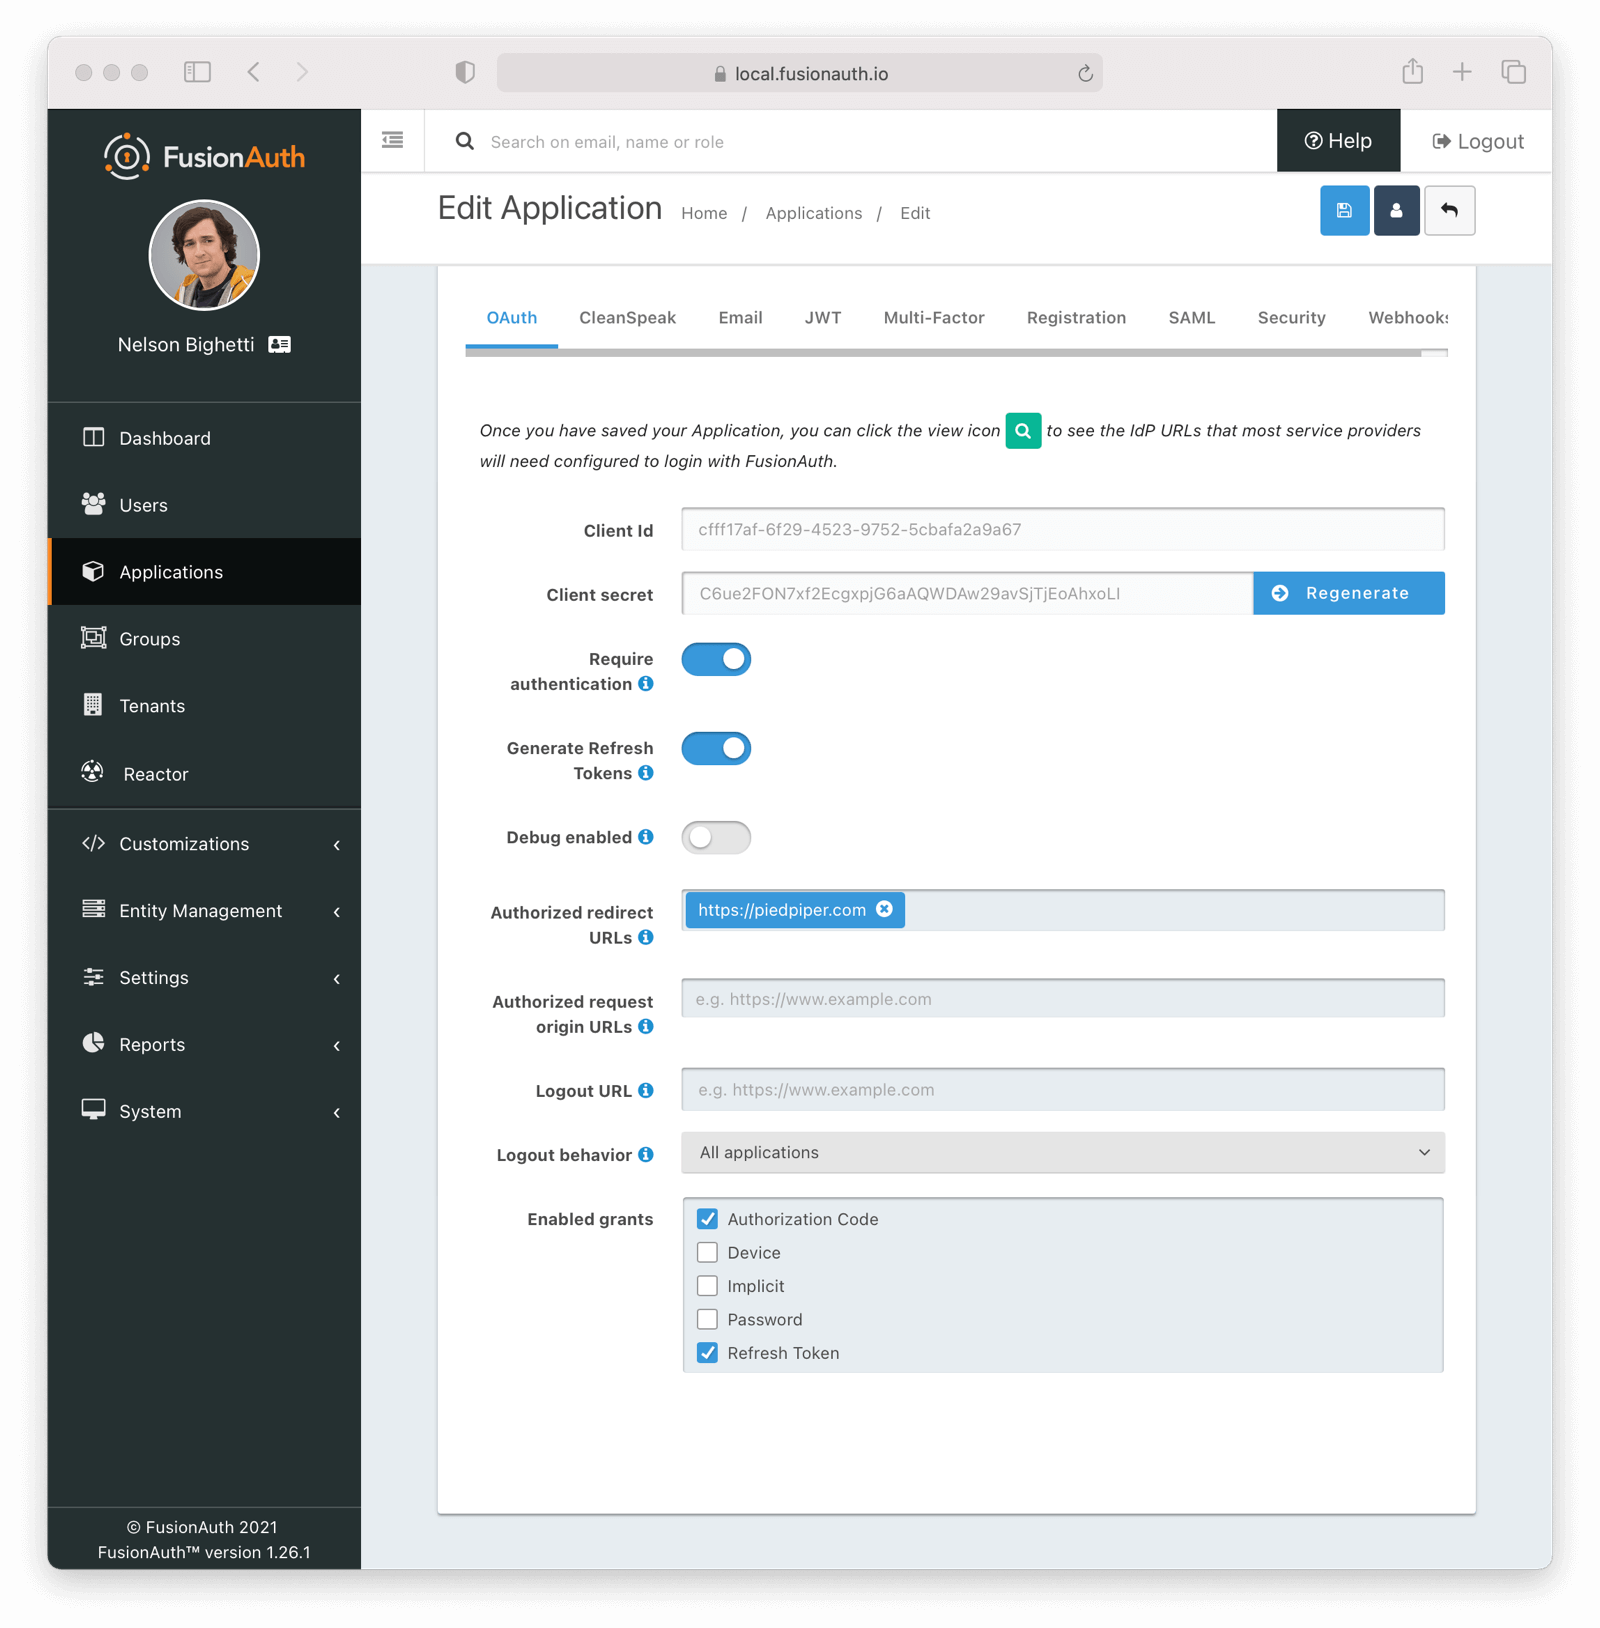 local.fusionauth.io
FusionAuth
Search on email, name or role
Help
Logout
Edit Application
Home / Applications / Edit
Nelson Bighetti
Dashboard
Users
Applications
Groups
Tenants
Reactor
Customizations
Entity Management
Settings
Reports
System
© FusionAuth 2021
FusionAuth™ version 1.26.1
OAuth CleanSpeak Email JWT Multi-Factor Registration SAML Security Webhooks
Once you have saved your Application, you can click the view icon to see the IdP URLs that most service providers
will need configured to login with FusionAuth.
Client Id
cfff17af-6f29-4523-9752-5cbafa2a9a67
Client secret
C6ue2FON7xf2EcgxpjG6aAQWDAw29avSjTjEoAhxoLI
Regenerate
Require
authentication
Generate Refresh
Tokens
Debug enabled
Authorized redirect
URLs
https://piedpiper.com
Authorized request
origin URLs
e.g. https://www.example.com
Logout URL
e.g. https://www.example.com
Logout behavior
All applications
Enabled grants
Authorization Code
Device
Implicit
Password
Refresh Token